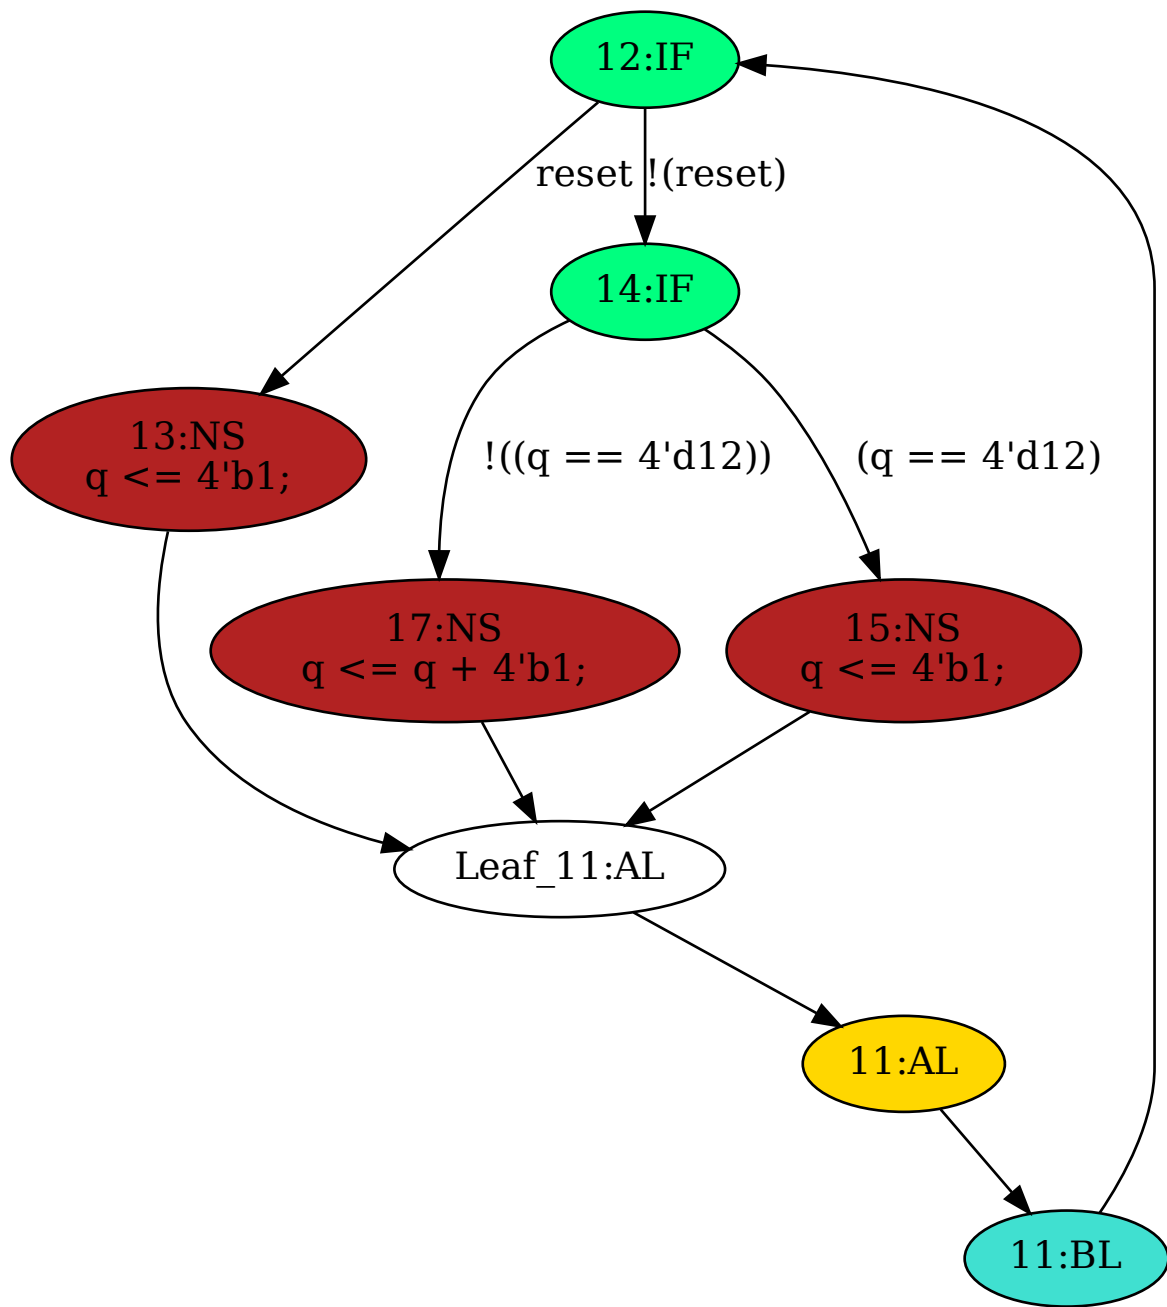 12:IF
reset
!(reset)
14:IF
13:NS
q <= 4'b1;
!((q == 4'd12))
(q == 4'd12)
17:NS
q <= q + 4'b1;
15:NS
q <= 4'b1;
Leaf_11:AL
11:AL
11:BL